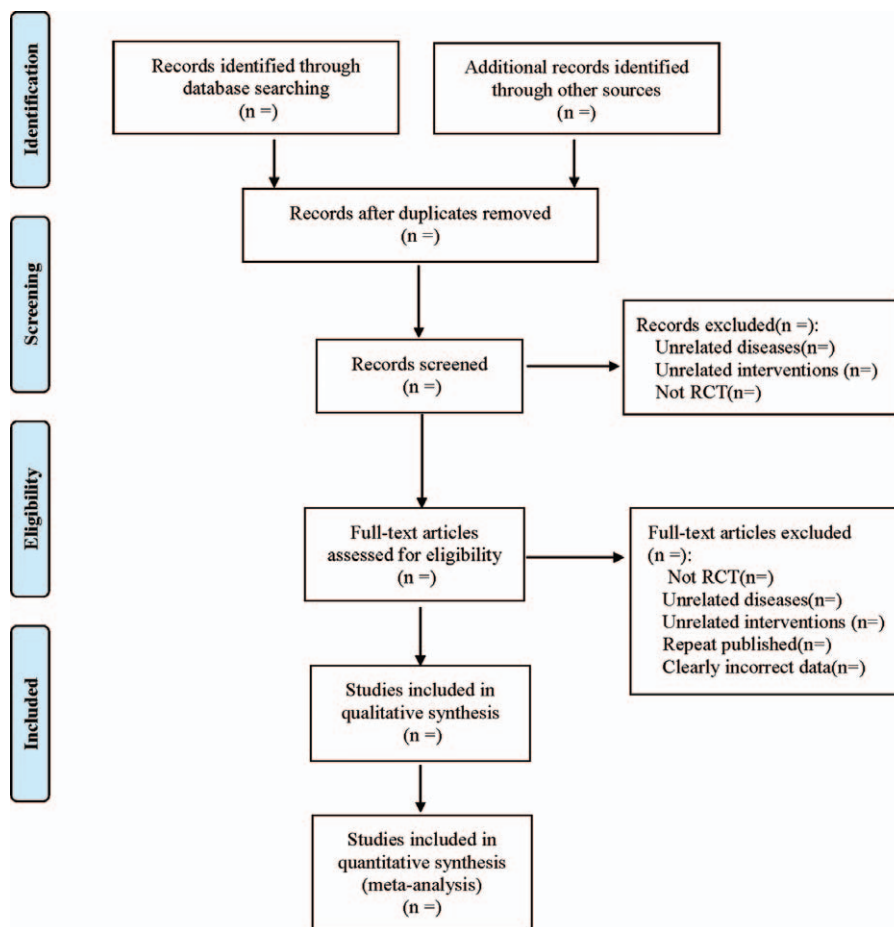 Identification
Records identified through
database searching
(n =)
Additional records identified
through other sources
(n =)
Records after duplicates removed
(n =)
Screening
Records screened
(n =)
Records excluded(n =):
Unrelated diseases(n=)
Unrelated interventions (n=)
Not RCT(n=)
Eligibility
Full-text articles
assessed for eligibility
(n =)
Full-text articles excluded
(n =):
Not RCT(n=)
Unrelated diseases(n=)
Unrelated interventions (n=)
Repeat published(n=)
Clearly incorrect data(n=)
Included
Studies included in
qualitative synthesis
(n =)
Studies included in
quantitative synthesis
(meta-analysis)
(n =)